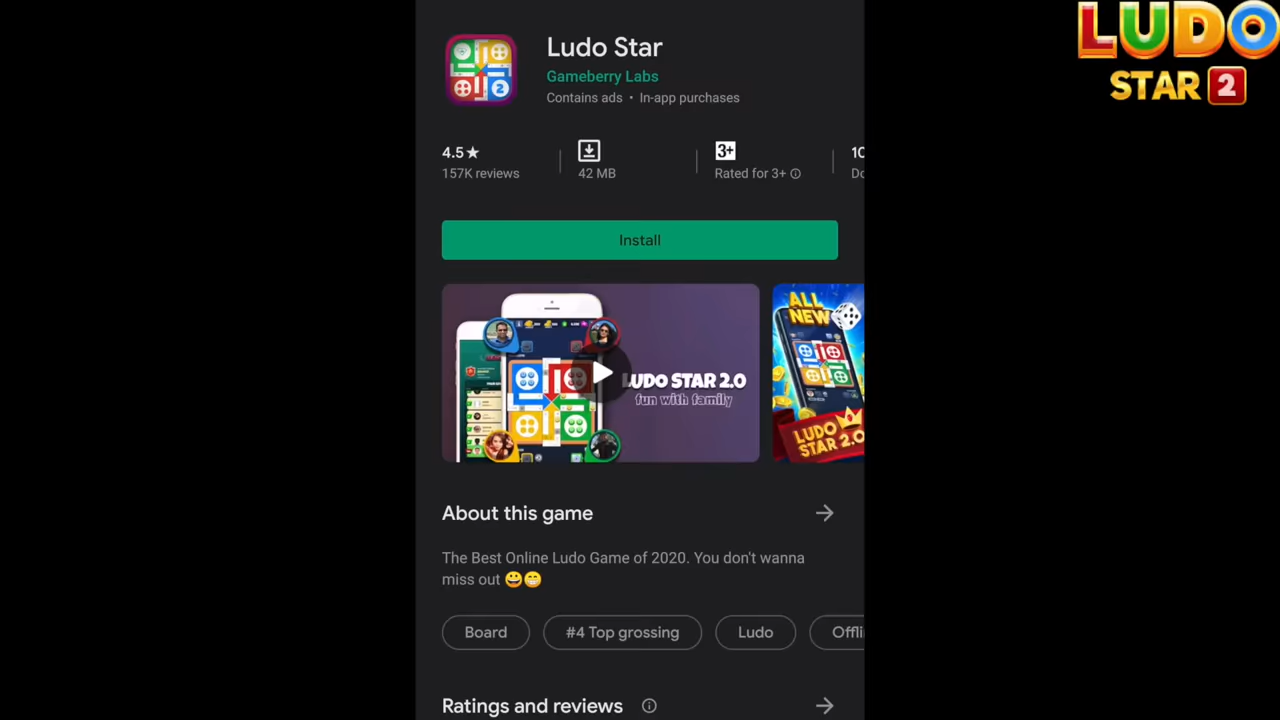 LUDO
STAR 2
Ludo Star
Gameberry Labs
Contains ads • In-app purchases
4.5★
157K reviews
42 MB
3+
Rated for 3+
Install
LUDO STAR 2.0
fun with family
ALL
NEW
LUDO
STAR 2.0
About this game
The Best Online Ludo Game of 2020. You don't wanna
miss out 😀😁
Board
#4 Top grossing
Ludo
Offli
Ratings and reviews